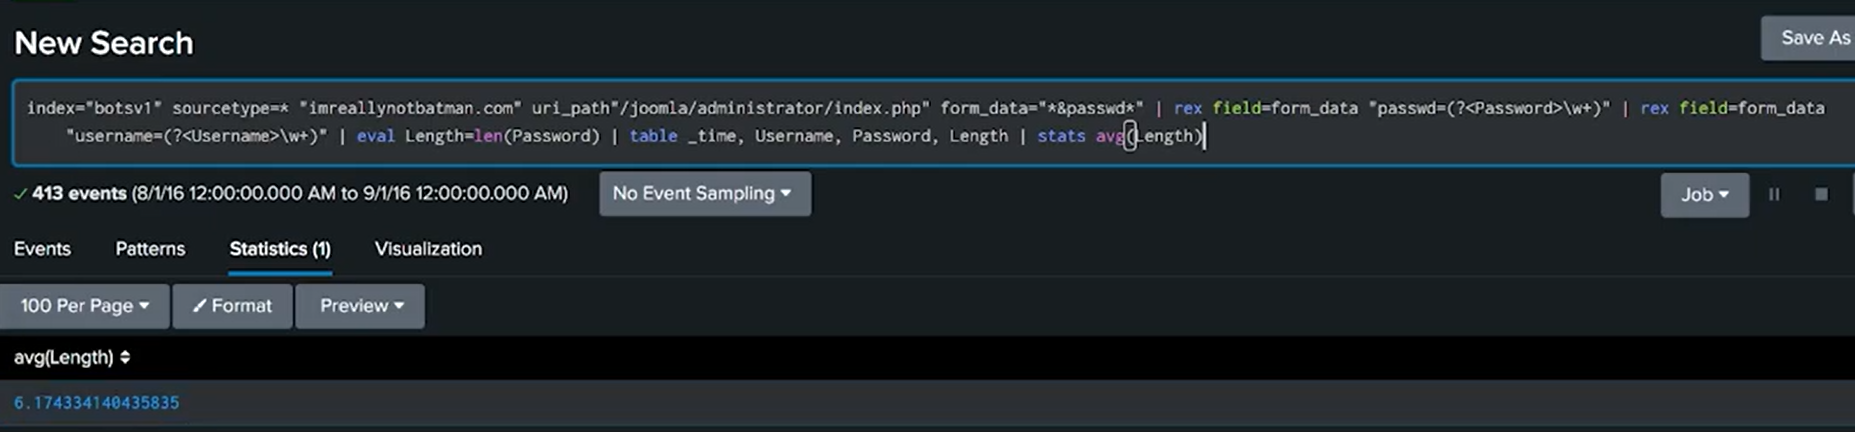 New Search
Save As
index="botsv1" sourcetype=* "imreallynotbatman.com" uri_path"/joomla/administrator/index.php" form_data="*&passwd*" | rex field=form_data "passwd=(?<Password>\w+)" | rex field=form_data
"username=(?<Username>\w+)" | eval Length=len(Password) | table _time, Username, Password, Length | stats avg(Length)
✓ 413 events (8/1/16 12:00:00.000 AM to 9/1/16 12:00:00.000 AM) No Event Sampling Job
Events Patterns Statistics (1) Visualization
100 Per Page Format Preview
avg(Length)
6.174334140435835